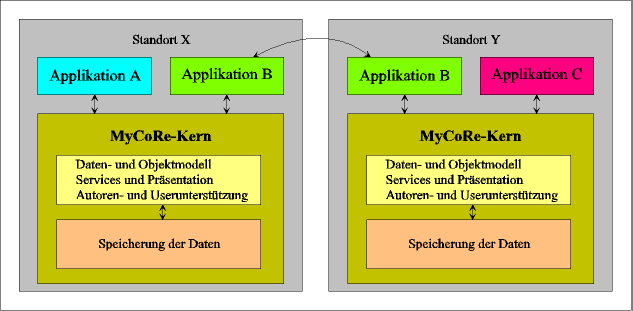 Standort X
Applikation A
Applikation B
MyCoRe-Kern
Daten- und Objektmodell
Services und Präsentation
Autoren- und Userunterstützung
Speicherung der Daten
Standort Y
Applikation B
Applikation C
MyCoRe-Kern
Daten- und Objektmodell
Services und Präsentation
Autoren- und Userunterstützung
Speicherung der Daten